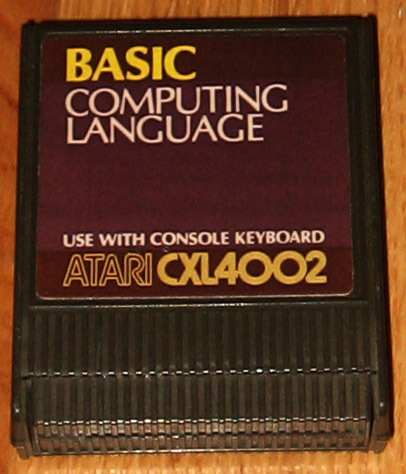 BASIC
COMPUTING
LANGUAGE
USE WITH CONSOLE KEYBOARD
ATARI CXL4002